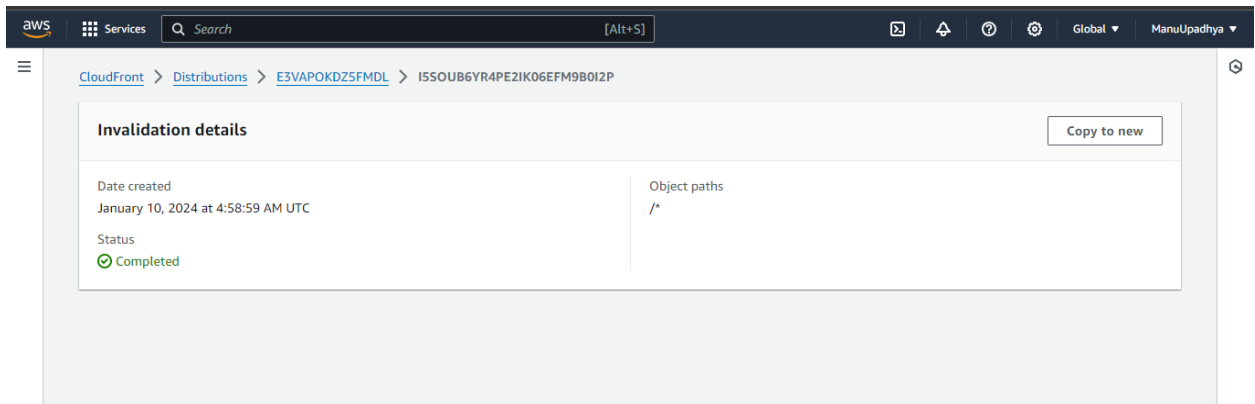 aws Services Search [Alt+S] Global ManuUpadhya
CloudFront > Distributions > E3VAPOKDZ5FMDL > I5SOUB6YR4PE2IK06EFM9B0I2P
Invalidation details Copy to new
Date created Object paths
January 10, 2024 at 4:58:59 AM UTC /*
Status
Completed